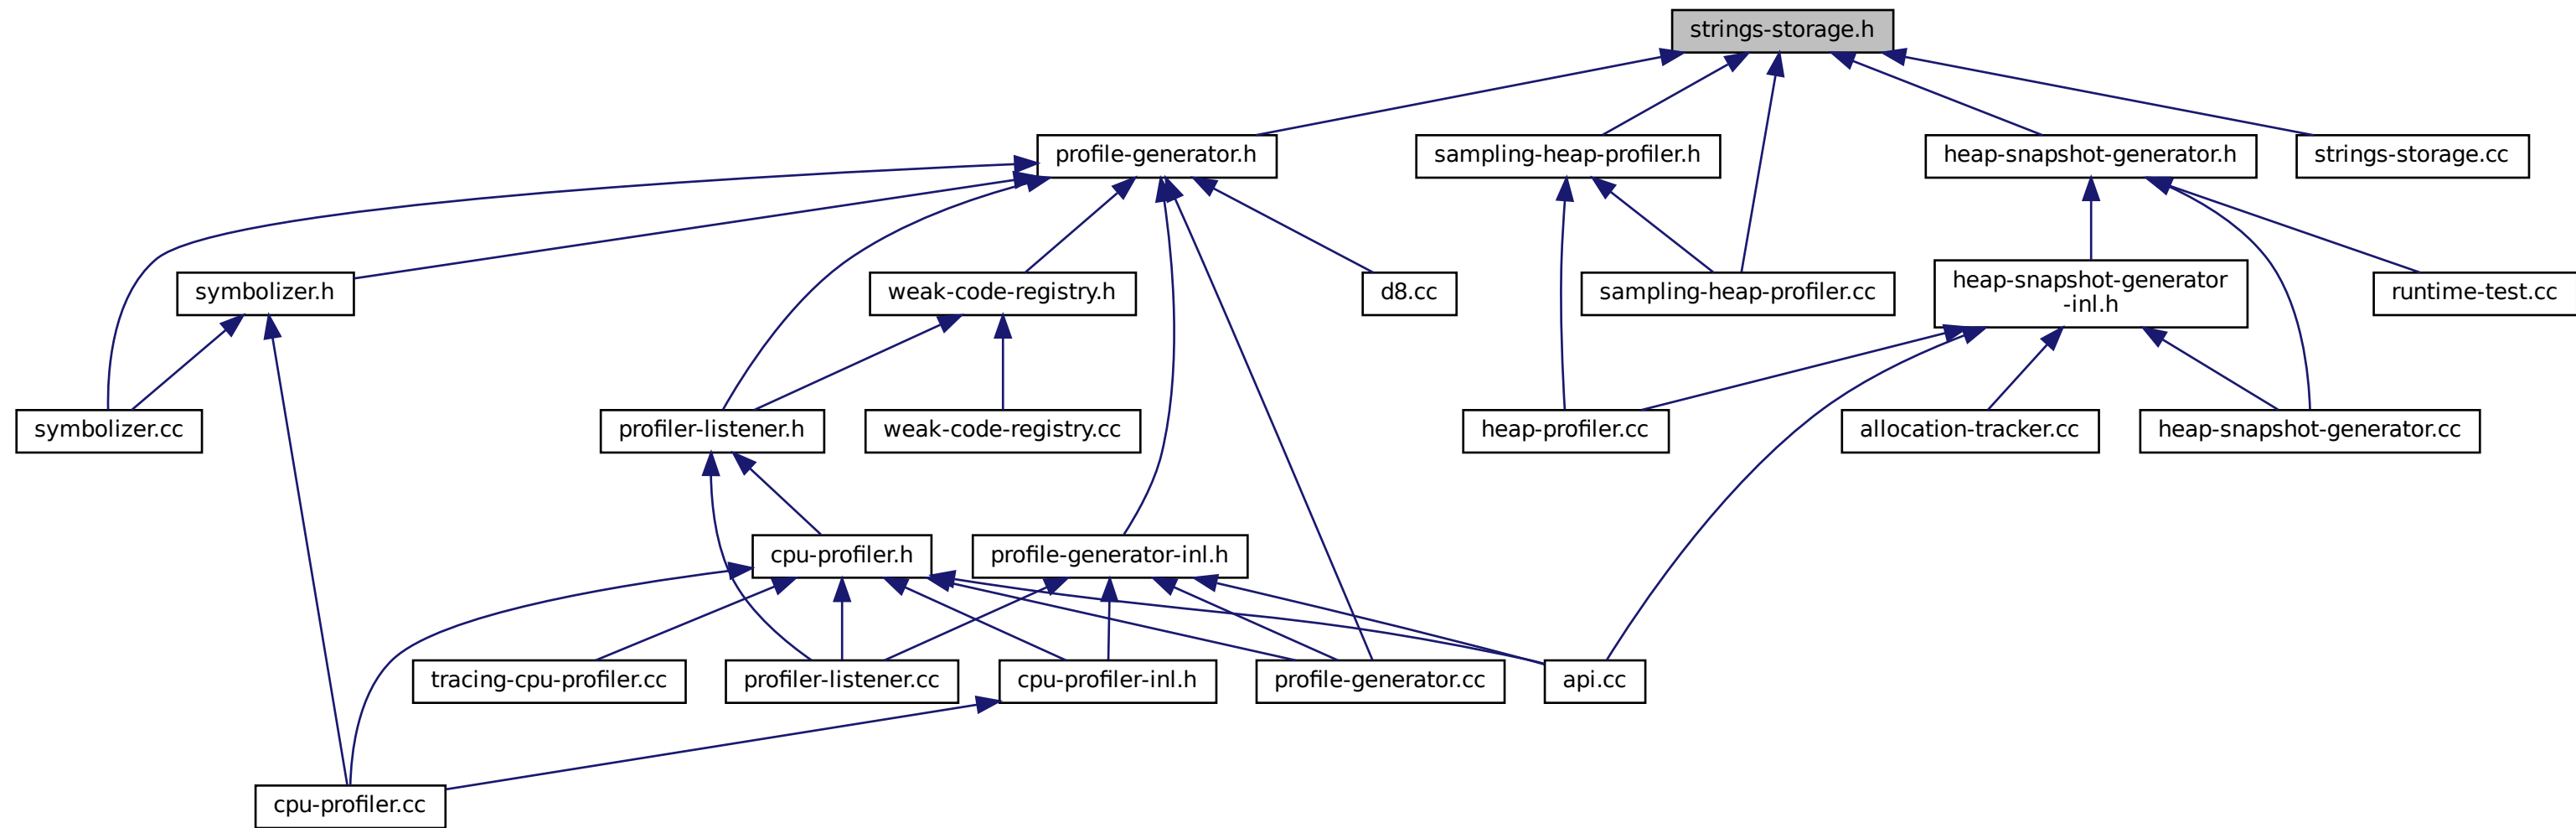 strings-storage.h
profile-generator.h
sampling-heap-profiler.h
heap-snapshot-generator.h
strings-storage.cc
symbolizer.h
weak-code-registry.h
d8.cc
sampling-heap-profiler.cc
heap-snapshot-generator
-inl.h
runtime-test.cc
symbolizer.cc
profiler-listener.h
weak-code-registry.cc
heap-profiler.cc
allocation-tracker.cc
heap-snapshot-generator.cc
cpu-profiler.h
profile-generator-inl.h
tracing-cpu-profiler.cc
profiler-listener.cc
cpu-profiler-inl.h
profile-generator.cc
api.cc
cpu-profiler.cc